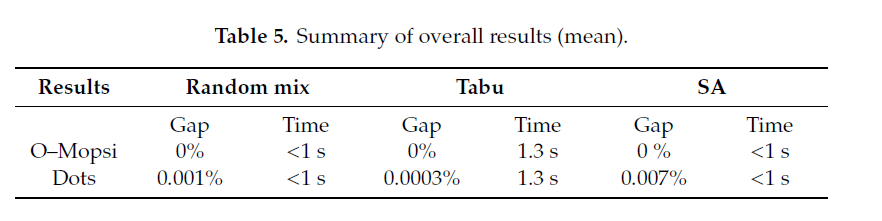 Table 5. Summary of overall results (mean).
Results Random mix Tabu SA
Gap Time Gap Time Gap Time
O–Mopsi 0% <1 s 0% 1.3 s 0 % <1 s
Dots 0.001% <1 s 0.0003% 1.3 s 0.007% <1 s